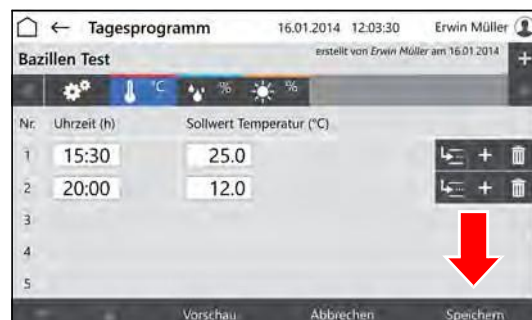 ← Tagesprogramm 16.01.2014 12:03:30 Erwin Müller
Bazillen Test erstellt von Erwin Müller am 16.01.2014 +
°C % %
Nr. Uhrzeit (h) Sollwert Temperatur (°C)
1 15:30 25.0 +
2 20:00 12.0 +
3
4
5
Vorschau Abbrechen Speichern